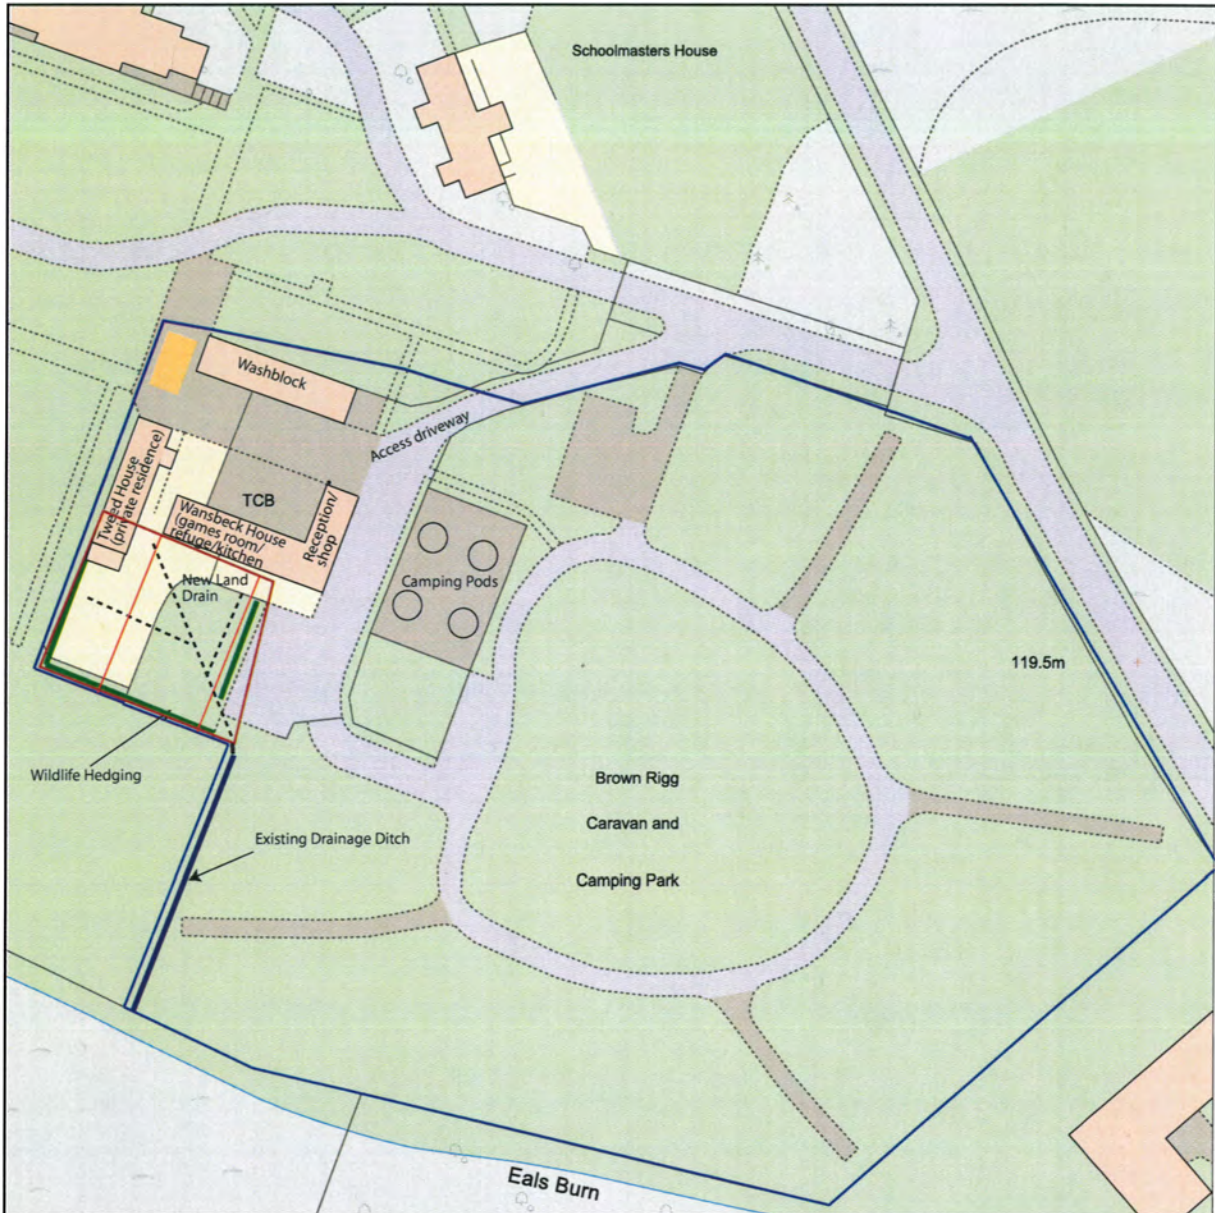 Schoolmasters House
Washblock
Access driveway
Tweed House
(private residence)
TCB
Wansbeck House
(games room/
refuge/kitchen
Reception/
shop
New Land
Drain
Camping Pods
119.5m
Wildlife Hedging
Existing Drainage Ditch
Brown Rigg
Caravan and
Camping Park
Eals Burn